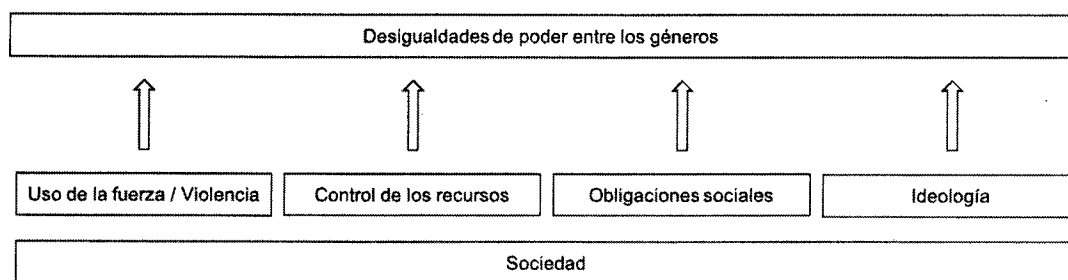 Desigualdades de poder entre los géneros
Uso de la fuerza / Violencia
Control de los recursos
Obligaciones sociales
Ideología
Sociedad